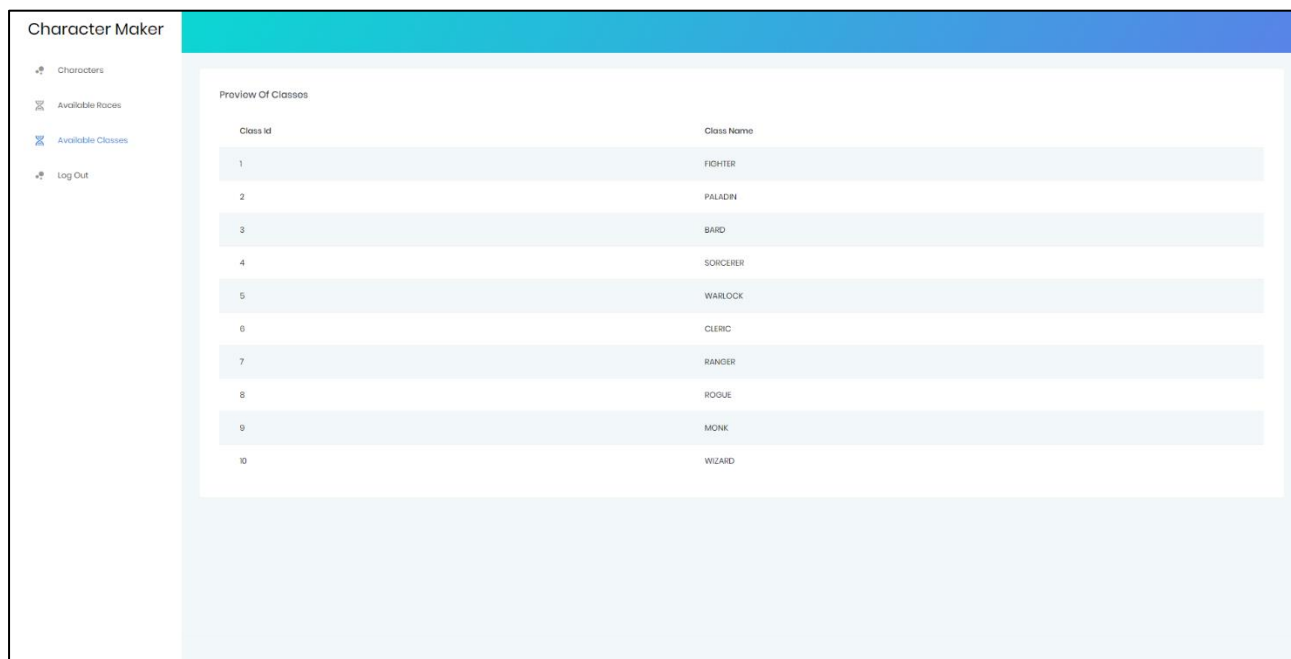 Character Maker
Characters
Available Races
Available Classes
Log Out
Preview Of Classes
Class Id Class Name
1 FIGHTER
2 PALADIN
3 BARD
4 SORCERER
5 WARLOCK
6 CLERIC
7 RANGER
8 ROGUE
9 MONK
10 WIZARD